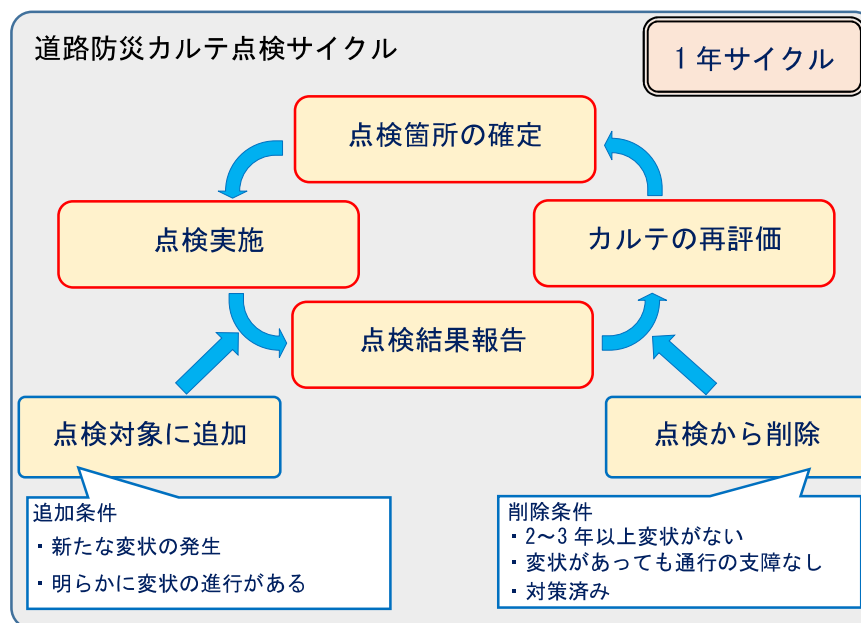 道路防災カルテ点検サイクル
1年サイクル
点検箇所の確定
点検実施
カルテの再評価
点検結果報告
点検対象に追加
点検から削除
追加条件
・新たな変状の発生
・明らかに変状の進行がある
削除条件
・2～3年以上変状がない
・変状があっても通行の支障なし
・対策済み